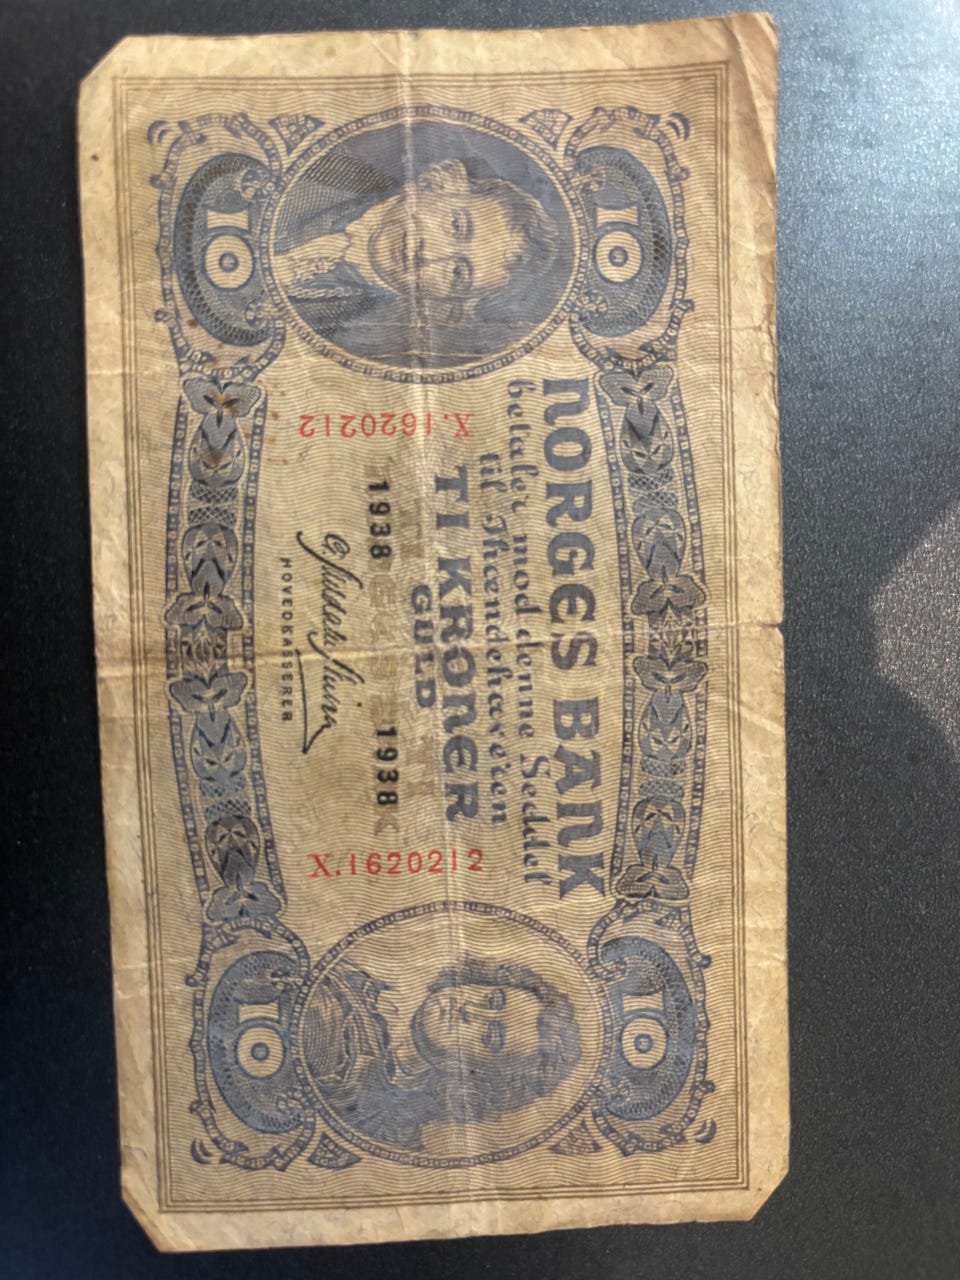 10 10
NORGES BANK
betaler mod denne Seddel
til Ihændehaveren
TI KRONER
GULD
X.1620212 X.1620212
1938 1938
HOVEDKASSERER
10 10